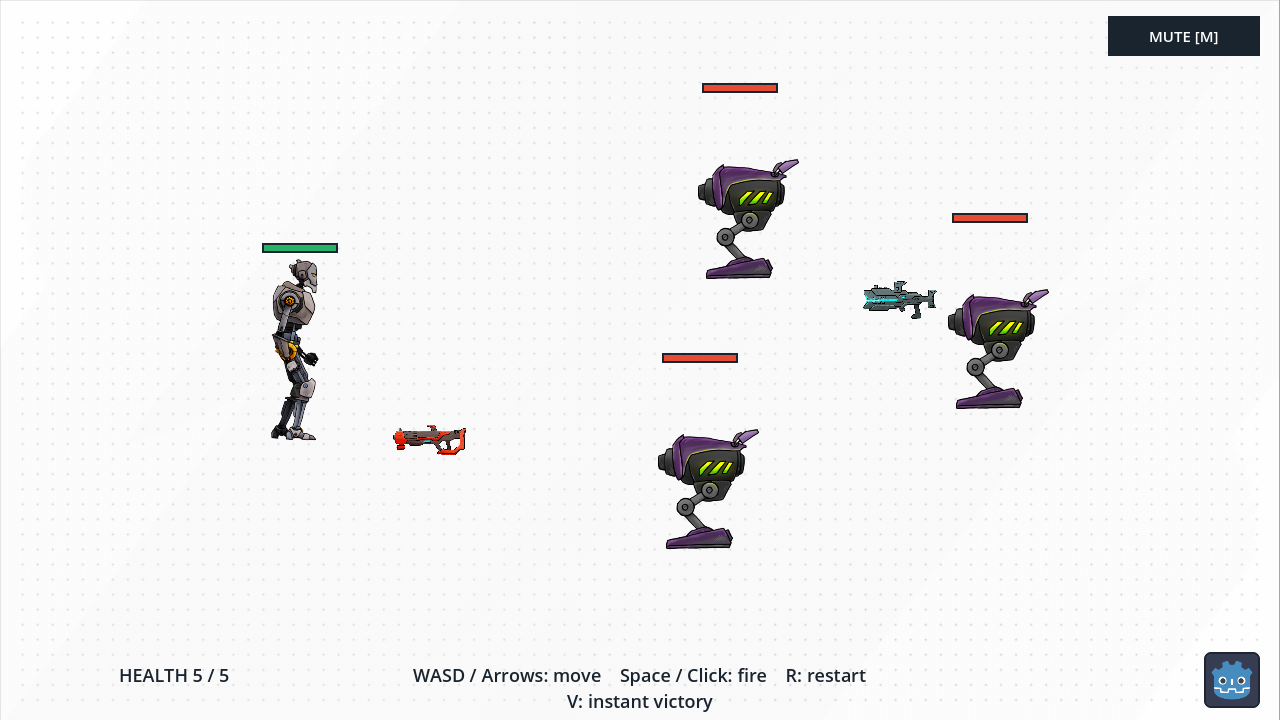 MUTE [M]
HEALTH 5 / 5
WASD / Arrows: move Space / Click: fire R: restart
V: instant victory